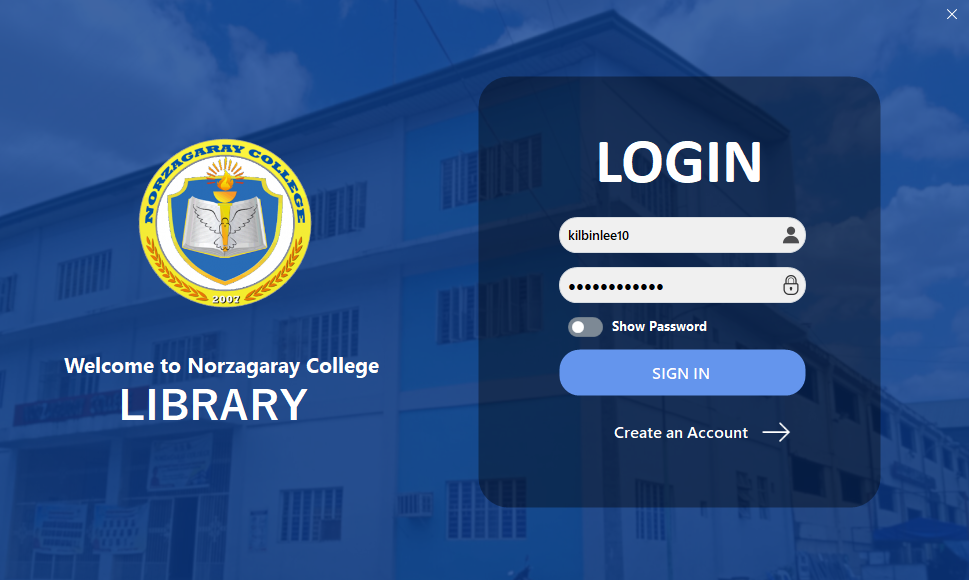 NORZAGARAY COLLEGE
2007
Welcome to Norzagaray College
LIBRARY
LOGIN
kilbinlee10
••••••••••••
Show Password
SIGN IN
Create an Account